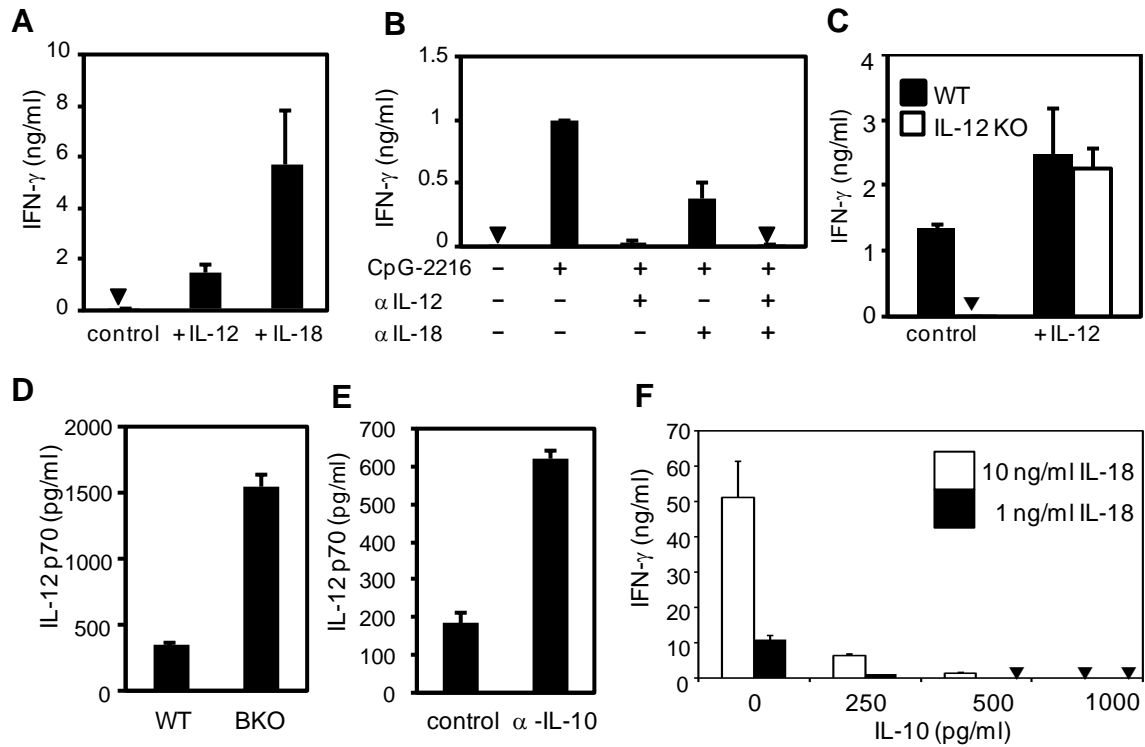 A
IFN-γ (ng/ml)
10
8
6
4
2
0
control +IL-12 +IL-18
B
IFN-γ (ng/ml)
1.5
1
0.5
0
CpG-2216 – + + + +
α IL-12 – – + – +
α IL-18 – – – + +
C
IFN-γ (ng/ml)
4
3
2
1
0
WT
IL-12 KO
control +IL-12
D
IL-12 p70 (pg/ml)
2000
1500
1000
500
0
WT BKO
E
IL-12 p70 (pg/ml)
700
600
500
400
300
200
100
0
control α -IL-10
F
IFN-γ (ng/ml)
70
60
50
40
30
20
10
0
10 ng/ml IL-18
1 ng/ml IL-18
0 250 500 1000
IL-10 (pg/ml)